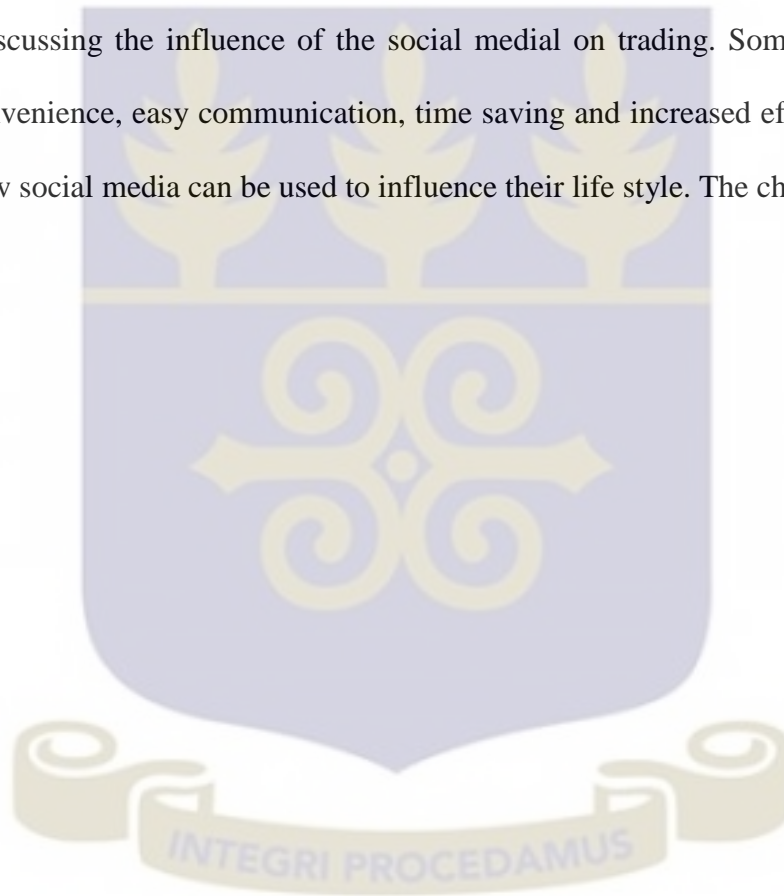 scussing the influence of the social medial on trading. Som
venience, easy communication, time saving and increased ef
social media can be used to influence their life style. The ch
INTEGRI PROCEDAMUS